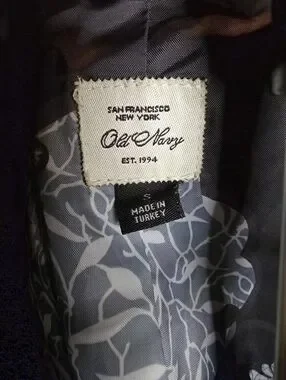 SAN FRANCISCO
NEW YORK
Old Navy
EST. 1994
S
MADE IN
TURKEY